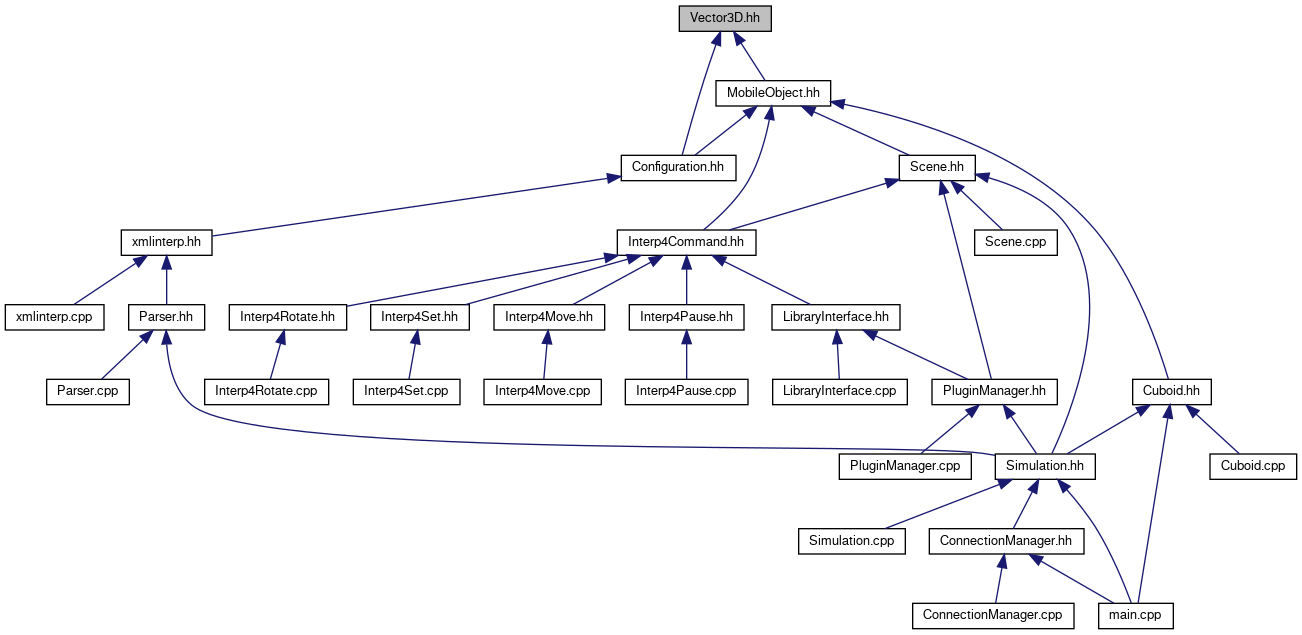 Vector3D.hh
MobileObject.hh
Configuration.hh
Scene.hh
xmlinterp.hh
Interp4Command.hh
Scene.cpp
xmlinterp.cpp
Parser.hh
Interp4Rotate.hh
Interp4Set.hh
Interp4Move.hh
Interp4Pause.hh
LibraryInterface.hh
Parser.cpp
Interp4Rotate.cpp
Interp4Set.cpp
Interp4Move.cpp
Interp4Pause.cpp
LibraryInterface.cpp
PluginManager.hh
Cuboid.hh
PluginManager.cpp
Simulation.hh
Cuboid.cpp
Simulation.cpp
ConnectionManager.hh
ConnectionManager.cpp
main.cpp